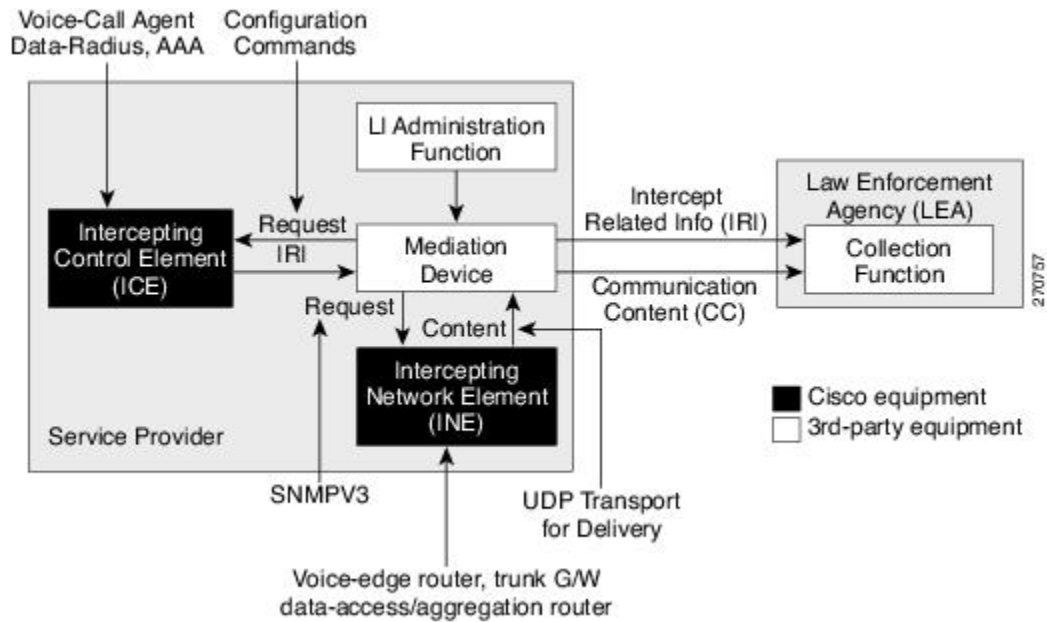 Voice-Call Agent
Data-Radius, AAA
Configuration
Commands
LI Administration
Function
Intercepting
Control Element
(ICE)
Request
IRI
Mediation
Device
Intercept
Related Info (IRI)
Communication
Content (CC)
Law Enforcement
Agency (LEA)
Collection
Function
270757
Request
Content
Intercepting
Network Element
(INE)
Service Provider
Cisco equipment
3rd-party equipment
SNMPV3
UDP Transport
for Delivery
Voice-edge router, trunk G/W
data-access/aggregation router